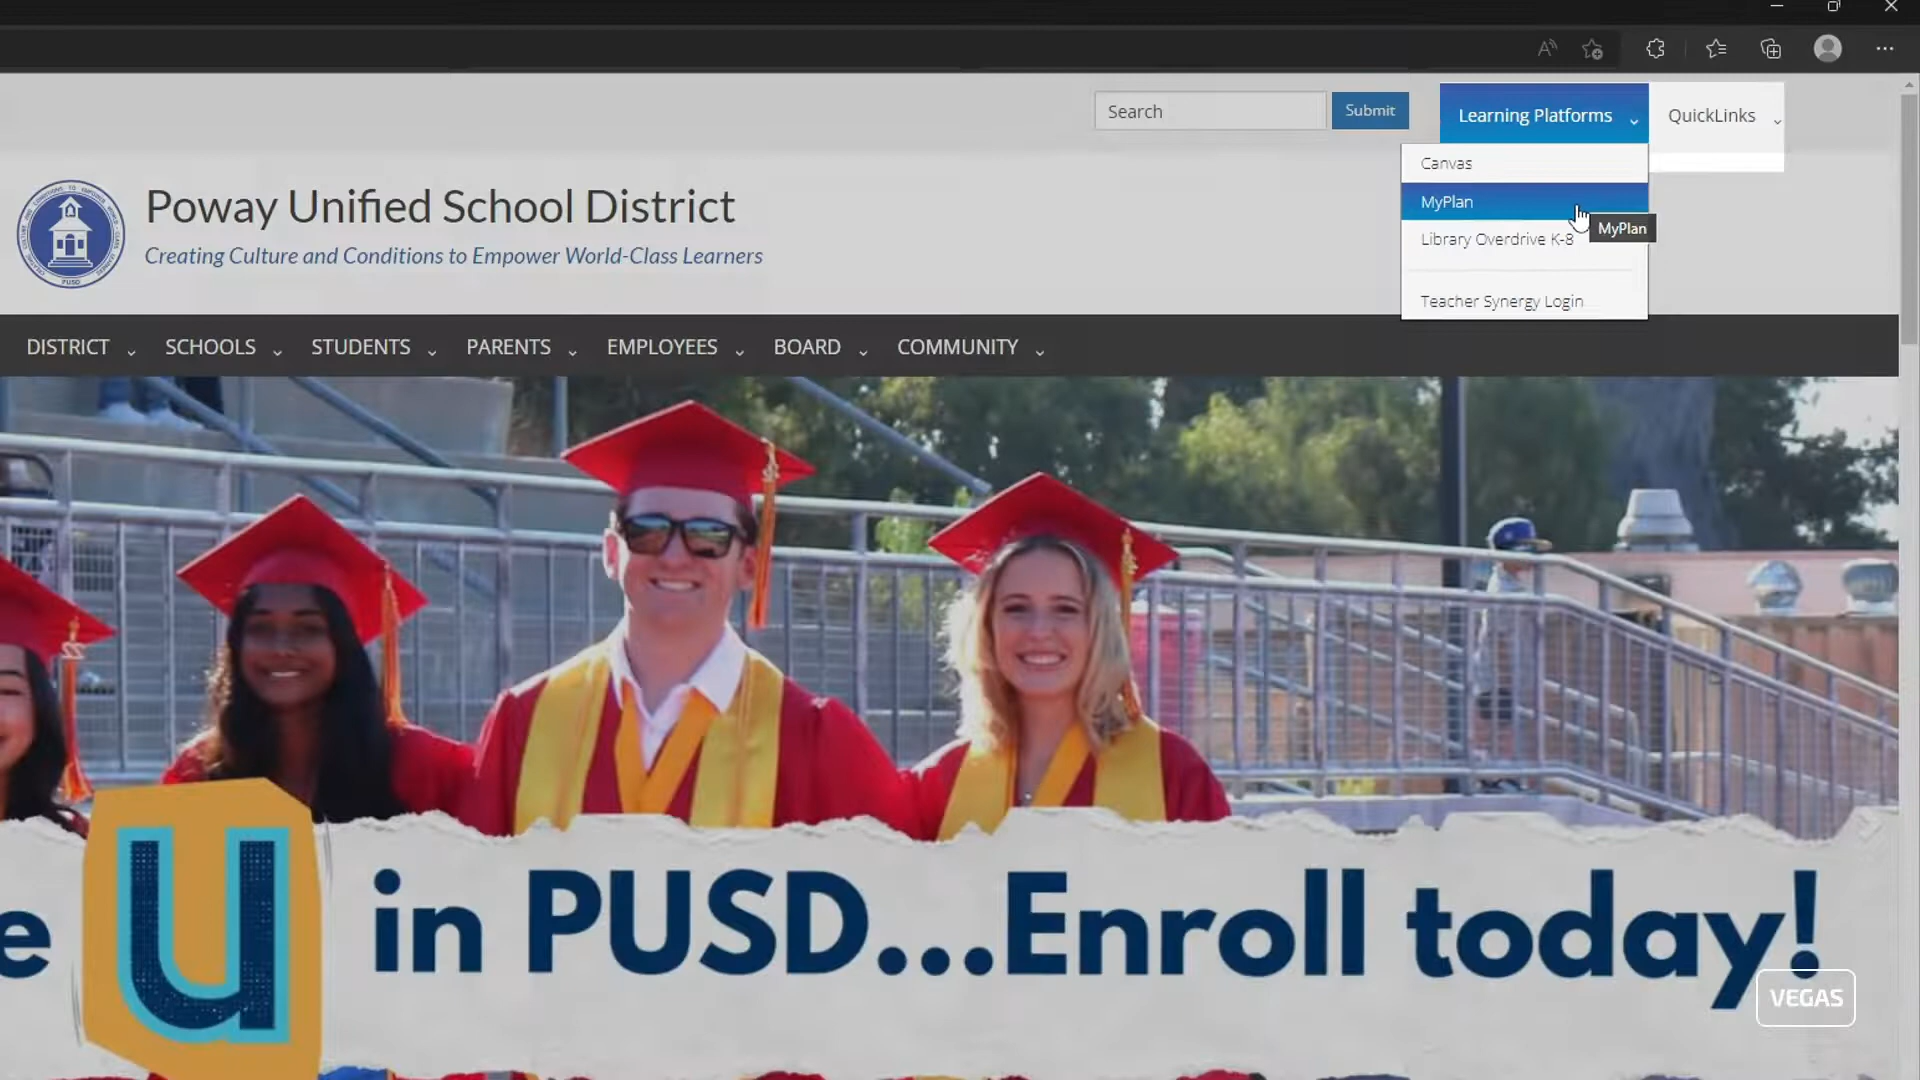 Search
Submit
Learning Platforms
QuickLinks
Canvas
MyPlan
MyPlan
Library Overdrive K-8
Teacher Synergy Login
Poway Unified School District
Creating Culture and Conditions to Empower World-Class Learners
PUSD
DISTRICT
SCHOOLS
STUDENTS
PARENTS
EMPLOYEES
BOARD
COMMUNITY
e u in PUSD...Enroll today!
VEGAS